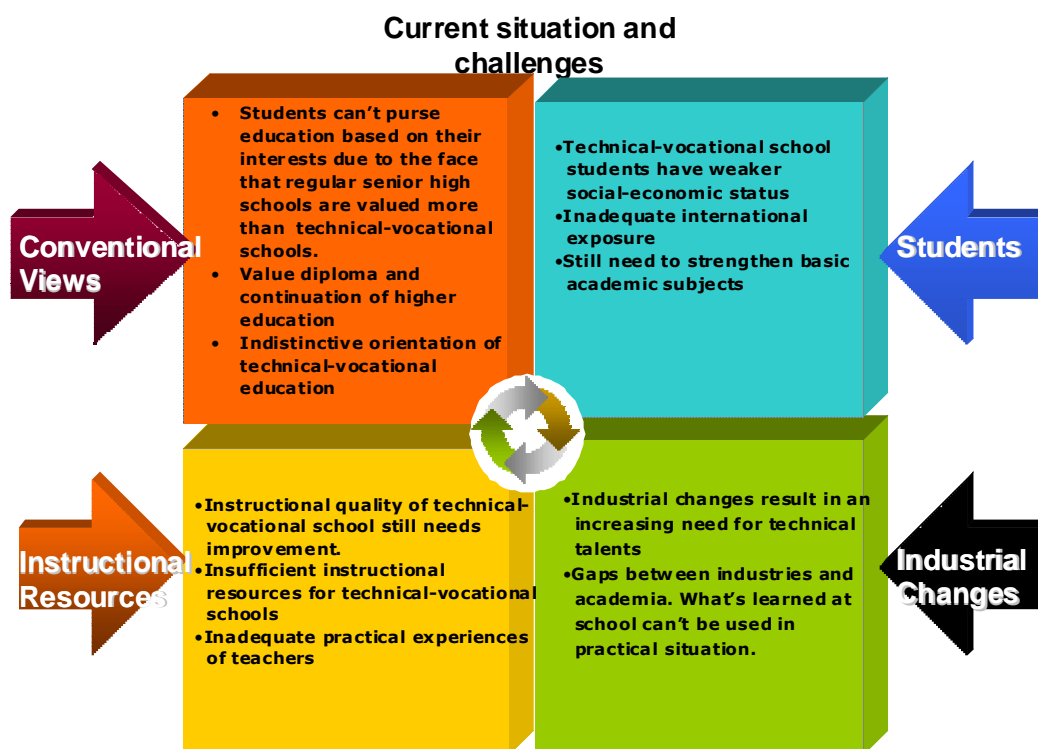 Current situation and
challenges
Conventional
Views
• Students can't purse
education based on their
interests due to the face
that regular senior high
schools are valued more
than technical-vocational
schools.
• Value diploma and
continuation of higher
education
• Indistinctive orientation of
technical-vocational
education
•Technical-vocational school
students have weaker
social-economic status
•Inadequate international
exposure
•Still need to strengthen basic
academic subjects
Students
Instructional
Resources
•Instructional quality of technical-
vocational school still needs
improvement.
•Insufficient instructional
resources for technical-vocational
schools
•Inadequate practical experiences
of teachers
•Industrial changes result in an
increasing need for technical
talents
•Gaps between industries and
academia. What's learned at
school can't be used in
practical situation.
Industrial
Changes